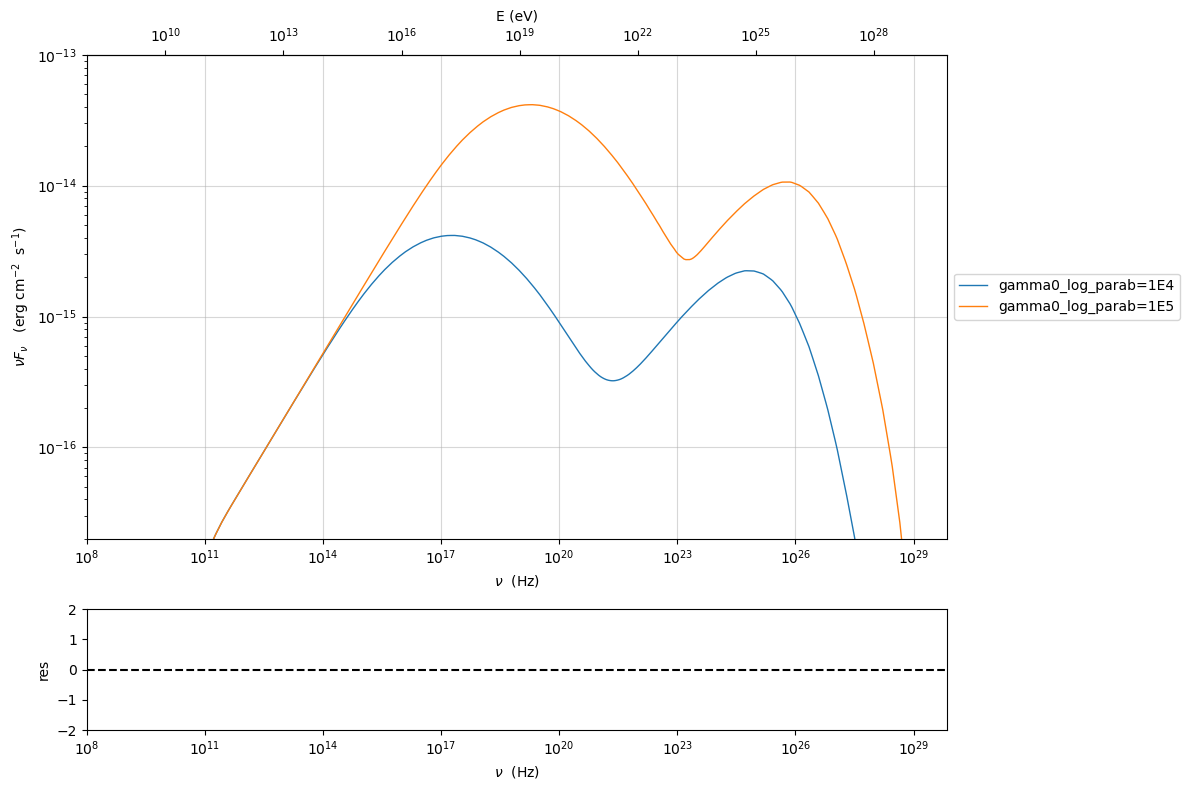 E (eV)
10^10 10^13 10^16 10^19 10^22 10^25 10^28
10^−13
10^−14
10^−15
10^−16
νF_ν (erg cm^−2 s^−1)
gamma0_log_parab=1E4
gamma0_log_parab=1E5
10^8 10^11 10^14 10^17 10^20 10^23 10^26 10^29
ν (Hz)
2
1
0
−1
−2
res
10^8 10^11 10^14 10^17 10^20 10^23 10^26 10^29
ν (Hz)